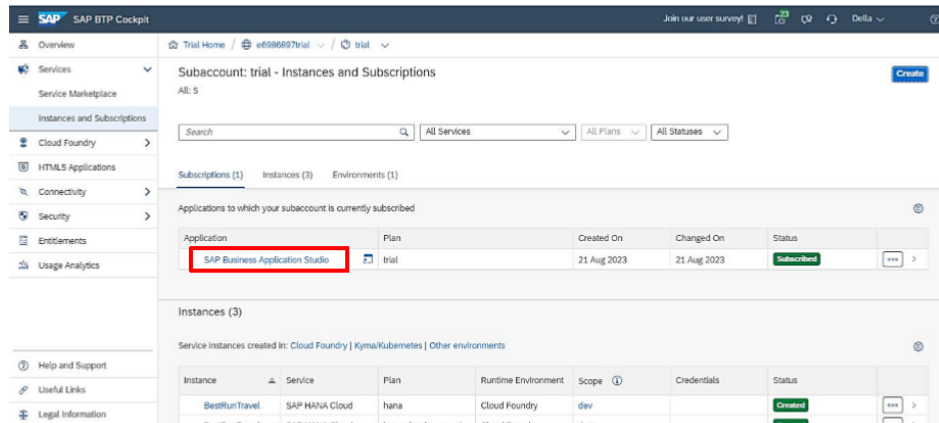 SAP SAP BTP Cockpit
Join our user survey!
23
Della
Overview
Services
Service Marketplace
Instances and Subscriptions
Cloud Foundry
HTML5 Applications
Connectivity
Security
Entitlements
Usage Analytics
Help and Support
Useful Links
Legal Information
Trial Home / e6986897trial / trial
Subaccount: trial - Instances and Subscriptions
Create
All: 5
Search
All Services
All Plans
All Statuses
Subscriptions (1) Instances (3) Environments (1)
Applications to which your subaccount is currently subscribed
Application Plan Created On Changed On Status
SAP Business Application Studio trial 21 Aug 2023 21 Aug 2023 Subscribed
Instances (3)
Service instances created in: Cloud Foundry | Kyma/Kubernetes | Other environments
Instance Service Plan Runtime Environment Scope Credentials Status
BestRunTravel SAP HANA Cloud hana Cloud Foundry dev Created